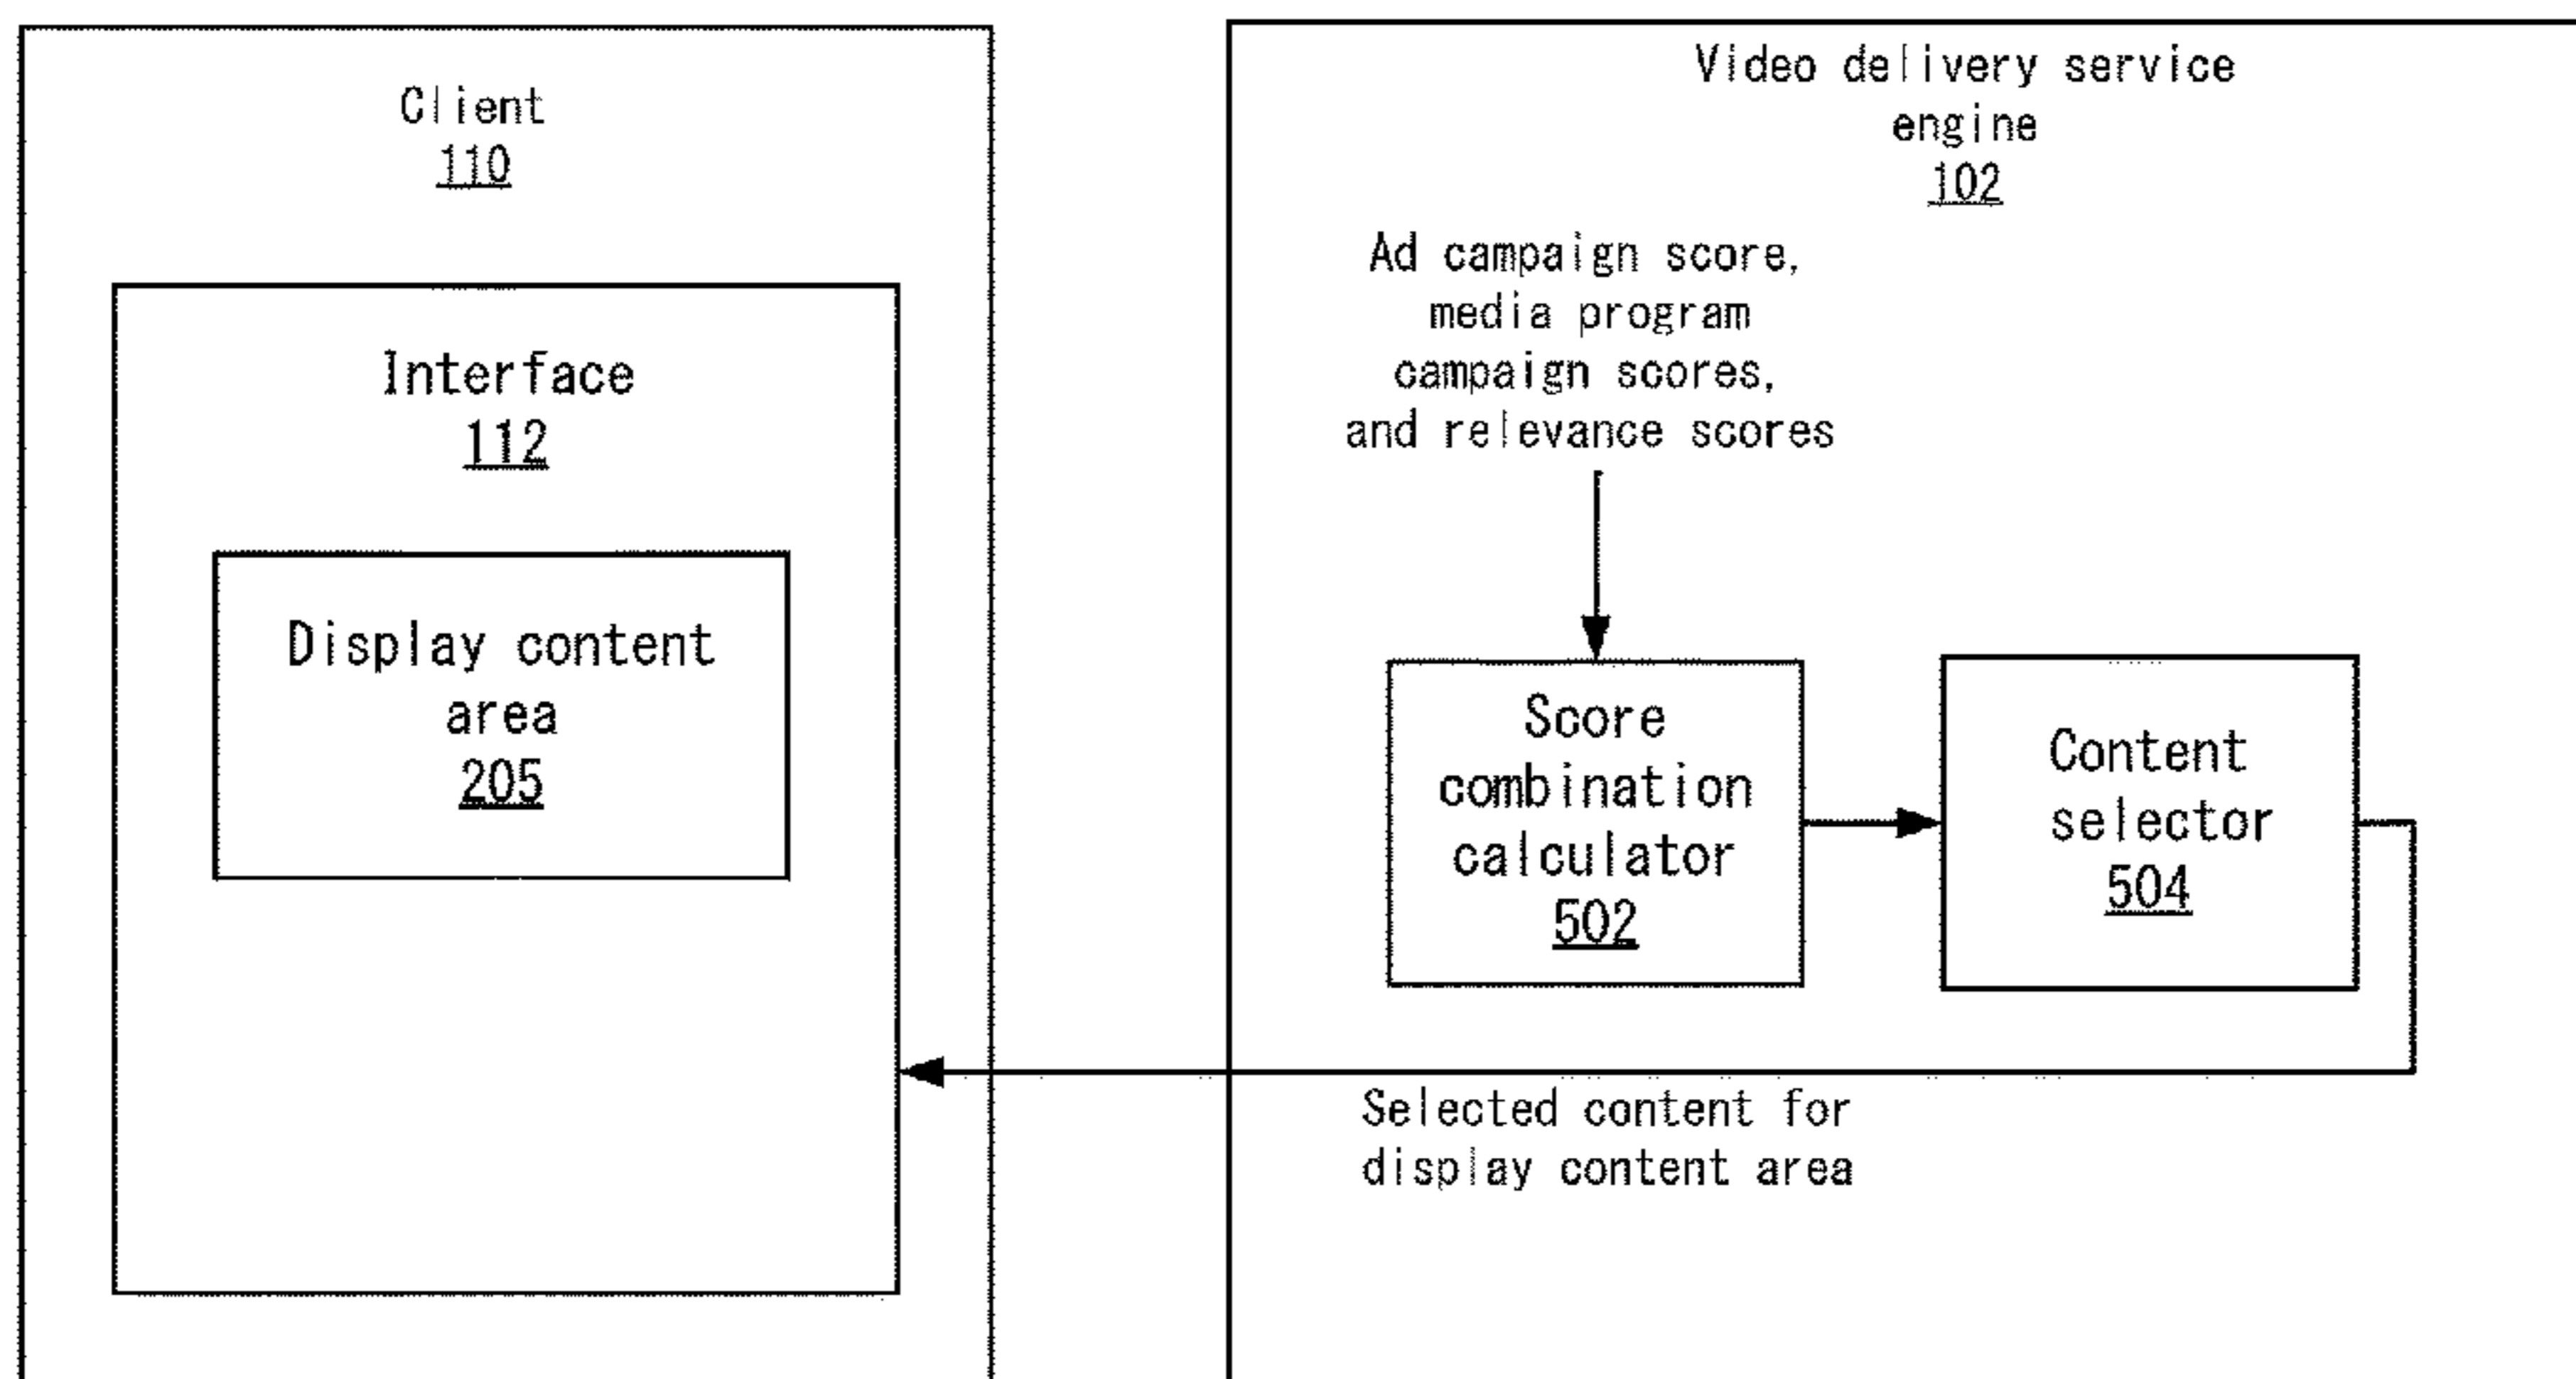 Client
110
Interface
112
Display content
area
205
Video delivery service
engine
102
Ad campaign score,
media program
campaign scores,
and relevance scores
Score
combination
calculator
502
Content
selector
504
Selected content for
display content area